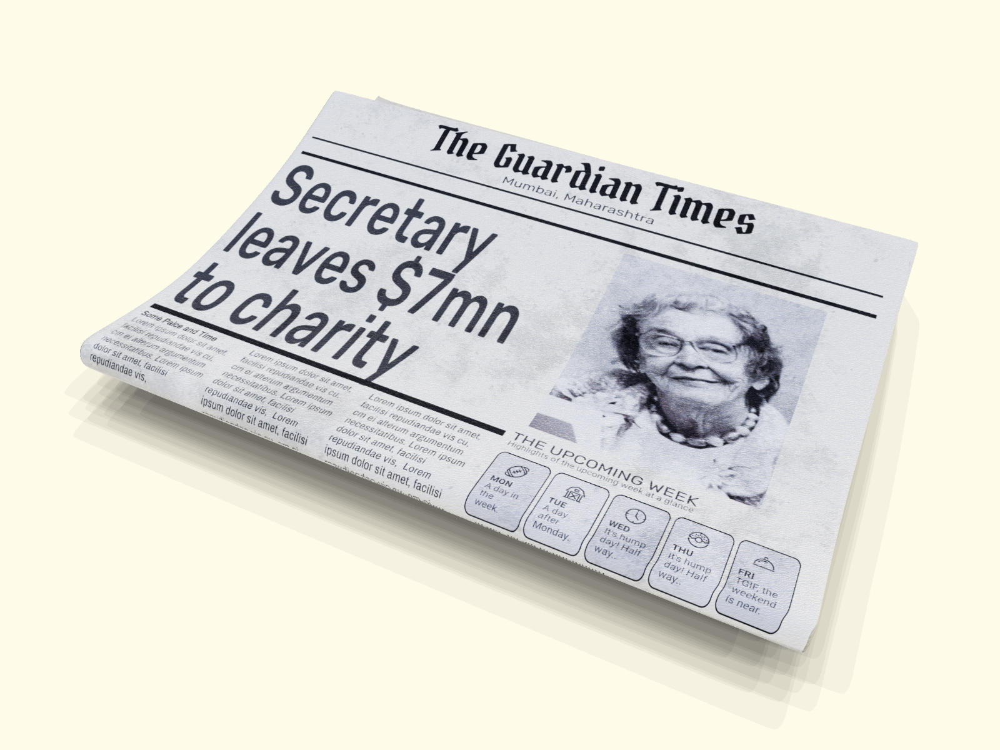 The Guardian Times
Mumbai, Maharashtra
Secretary
leaves $7mn
to charity
Some Palce and Time
Lorem ipsum dolor sit amet,
facilisi repudiandae vis cu,
cm ei alterum argumentum
necessitatibus. Lorem ipsum
dolor sit amet, facilisi
repudiandae vis,
Lorem ipsum dolor sit amet,
facilisi repudiandae vis cu,
cm ei alterum argumentum
necessitatibus. Lorem ipsum
dolor sit amet, facilisi
repudiandae vis, Lorem
ipsum dolor sit amet, facilisi
Lorem ipsum dolor sit amet,
facilisi repudiandae vis cu,
cm ei alterum argumentum
necessitatibus. Lorem ipsum
dolor sit amet, facilisi
repudiandae vis, Lorem
ipsum dolor sit amet, facilisi
THE UPCOMING WEEK
Highlights of the upcoming week at a glance
MON
A day in
the
week.
TUE
A day
after
Monday.
WED
It's hump
day! Half
way..
THU
It's hump
day! Half
way..
FRI
TGIF, the
weekend
is near.